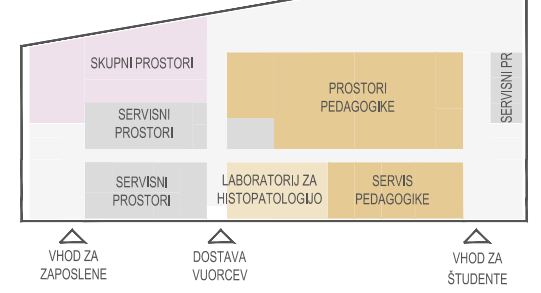 SKUPNI PROSTORI
SERVISNI
PROSTORI
PROSTORI
PEDAGOGIKE
SERVISNI PR
SERVISNI
PROSTORI
LABORATORIJ ZA
HISTOPATOLOGIJO
SERVIS
PEDAGOGIKE
VHOD ZA
ZAPOSLENE
DOSTAVA
VUORCEV
VHOD ZA
ŠTUDENTE